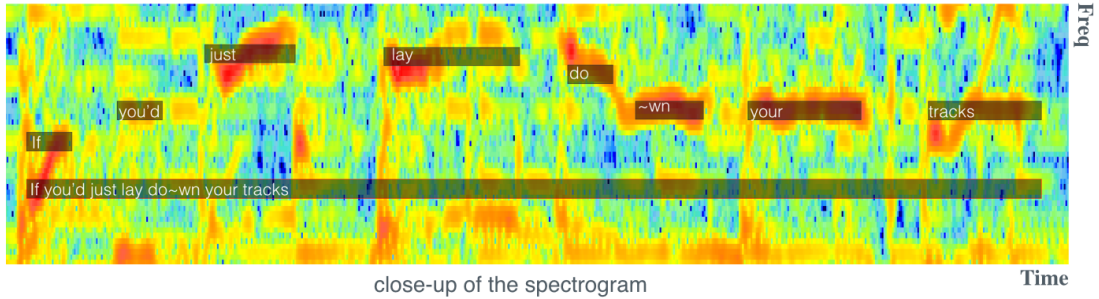 Freq
just
lay
do
~wn
you'd
your
tracks
If
If you'd just lay do~wn your tracks
Time
close-up of the spectrogram